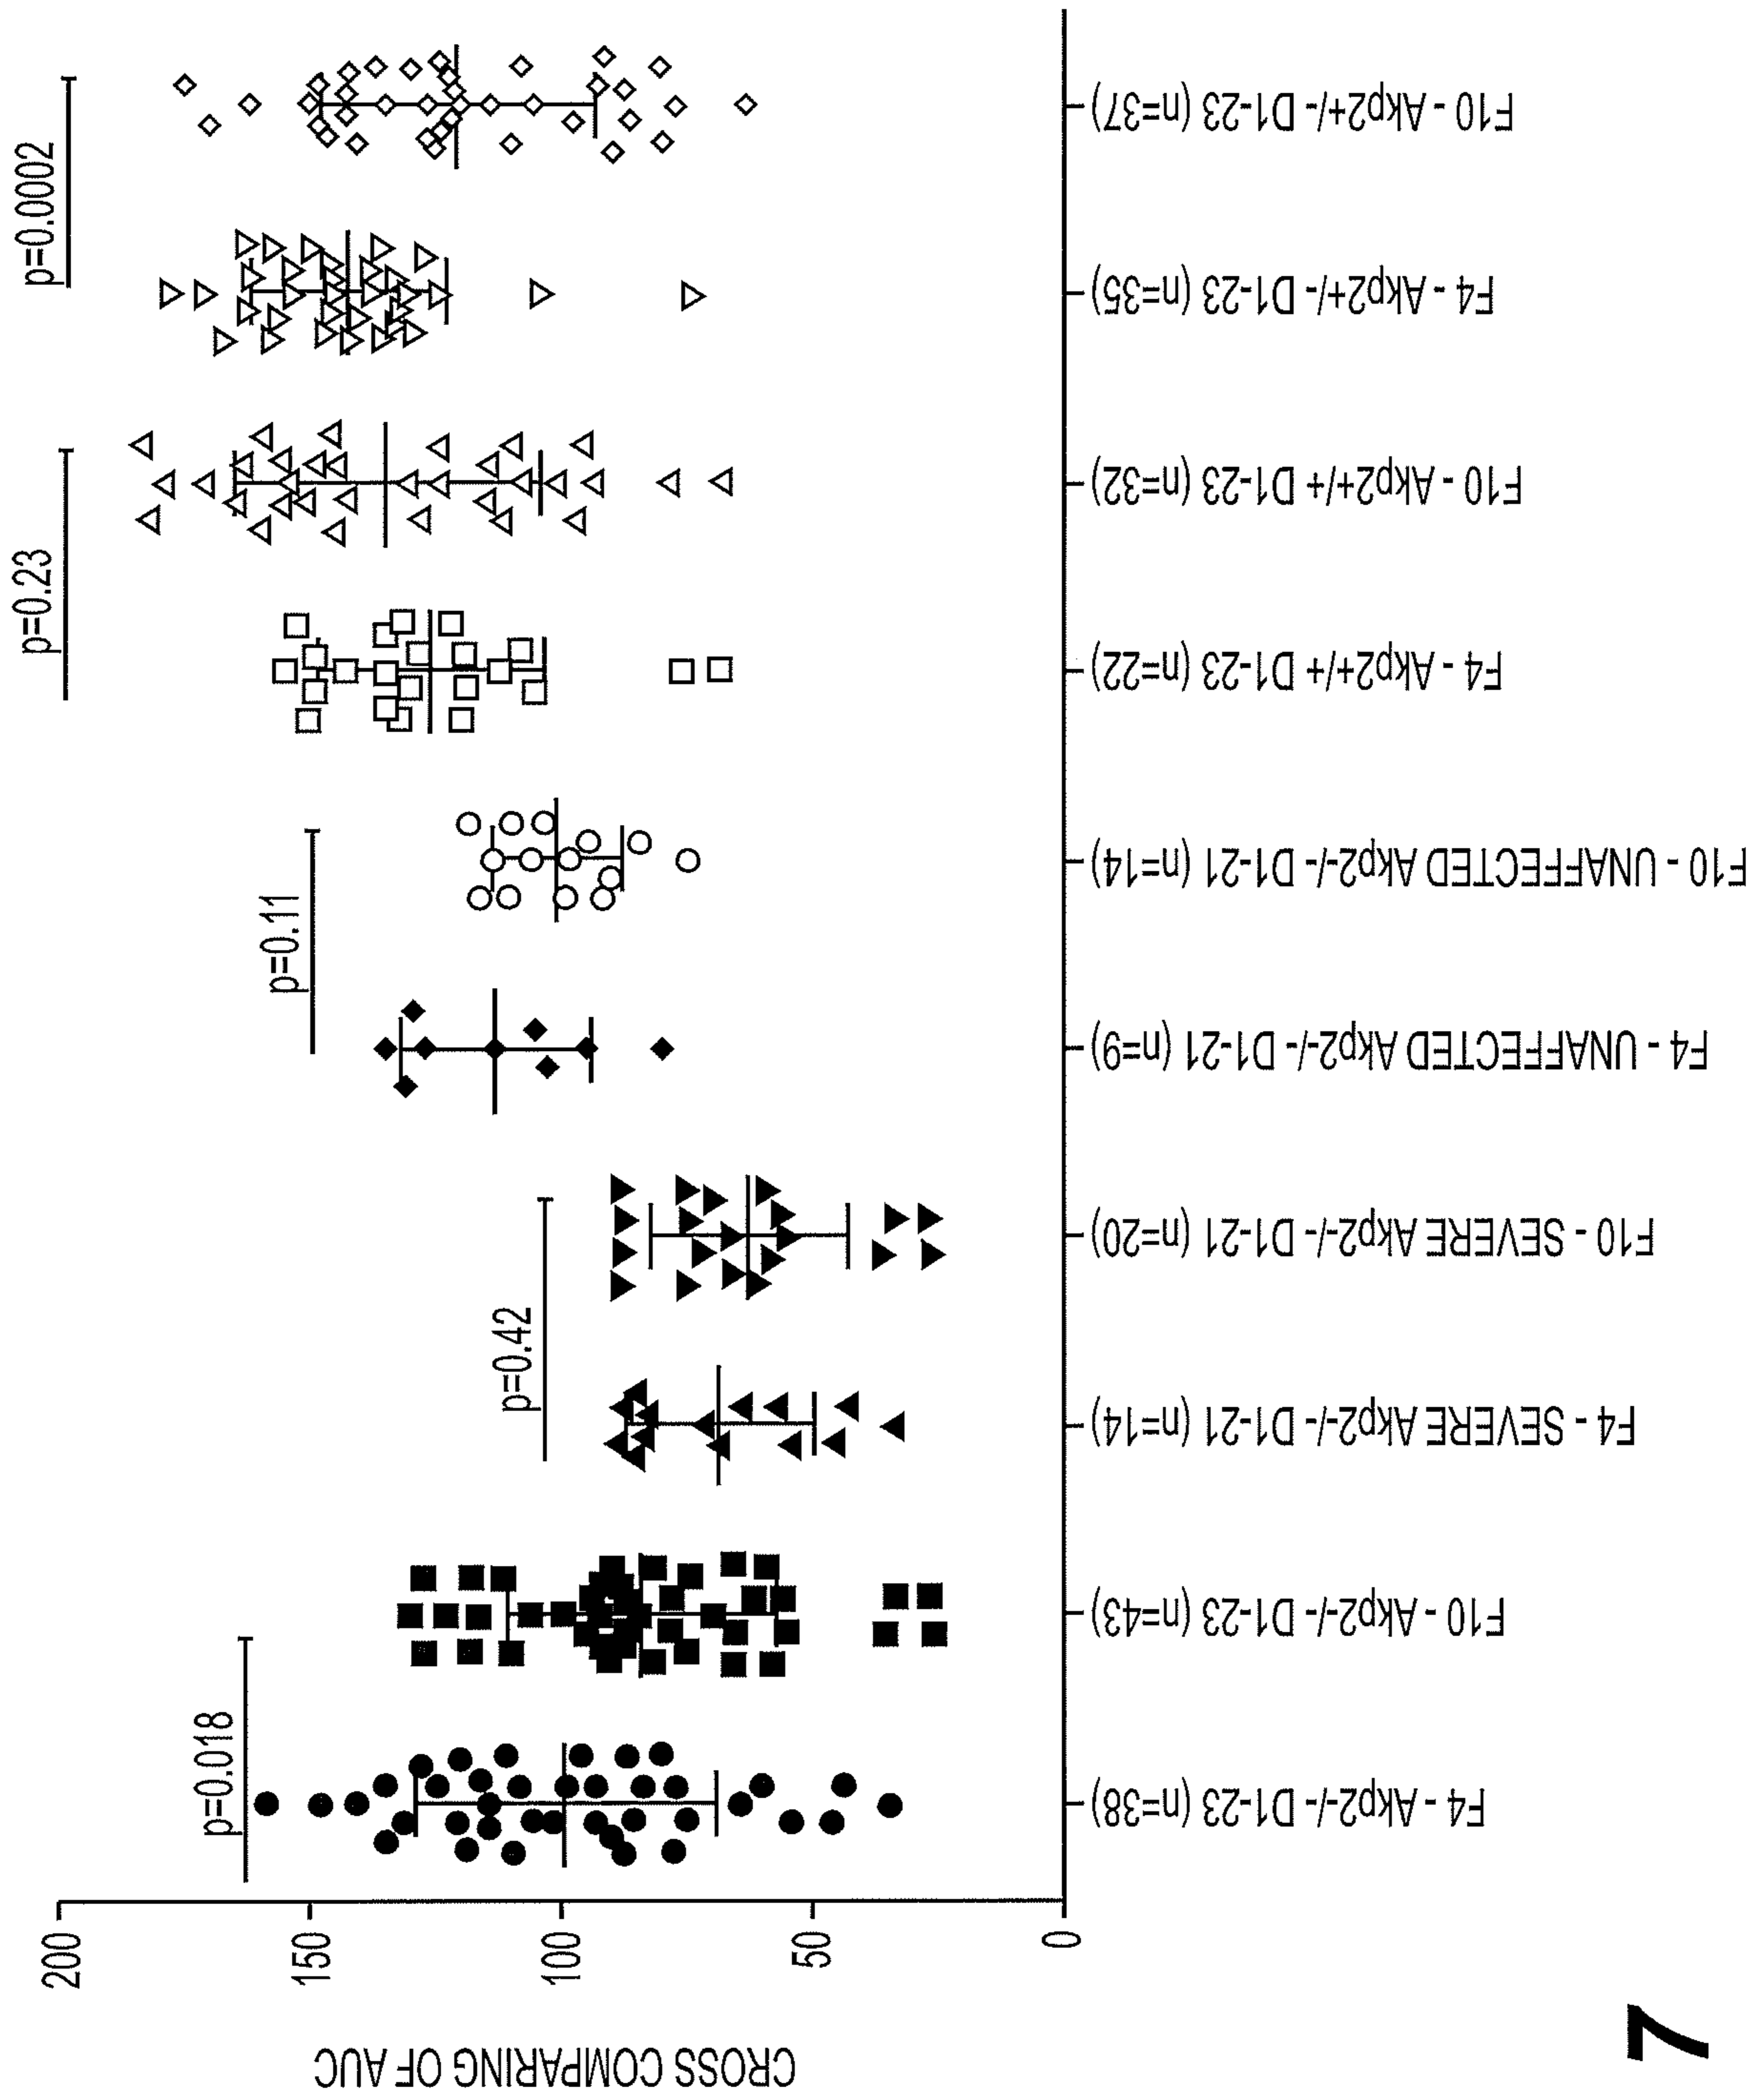 CROSS COMPARING OF AUC
200
150
100
50
0
p=0.018
p=0.42
p=0.11
p=0.23
p=0.0002
F4 - Akp2-/- D1-23 (n=38)
F10 - Akp2-/- D1-23 (n=43)
F4 - SEVERE Akp2-/- D1-21 (n=14)
F10 - SEVERE Akp2-/- D1-21 (n=20)
F4 - UNAFFECTED Akp2-/- D1-21 (n=9)
F10 - UNAFFECTED Akp2-/- D1-21 (n=14)
F4 - Akp2+/+ D1-23 (n=22)
F10 - Akp2+/+ D1-23 (n=32)
F4 - Akp2+/- D1-23 (n=35)
F10 - Akp2+/- D1-23 (n=37)
7